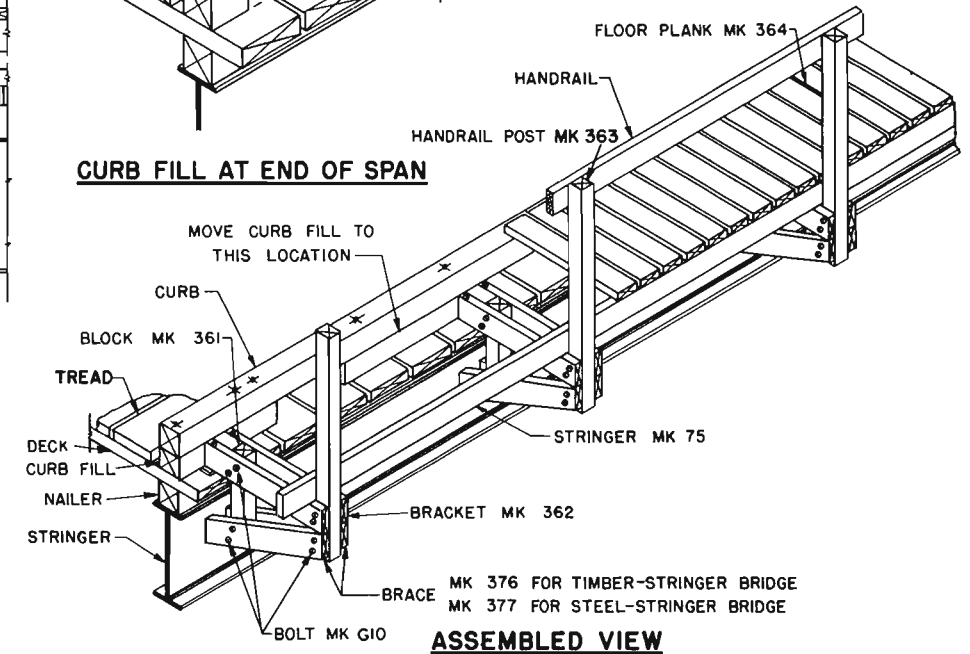 FLOOR PLANK MK 364
HANDRAIL
HANDRAIL POST MK 363
CURB FILL AT END OF SPAN
MOVE CURB FILL TO
THIS LOCATION
CURB
BLOCK MK 361
TREAD
DECK
CURB FILL
NAILER
STRINGER
STRINGER MK 75
BRACKET MK 362
BRACE
MK 376 FOR TIMBER-STRINGER BRIDGE
MK 377 FOR STEEL-STRINGER BRIDGE
BOLT MK G10
ASSEMBLED VIEW